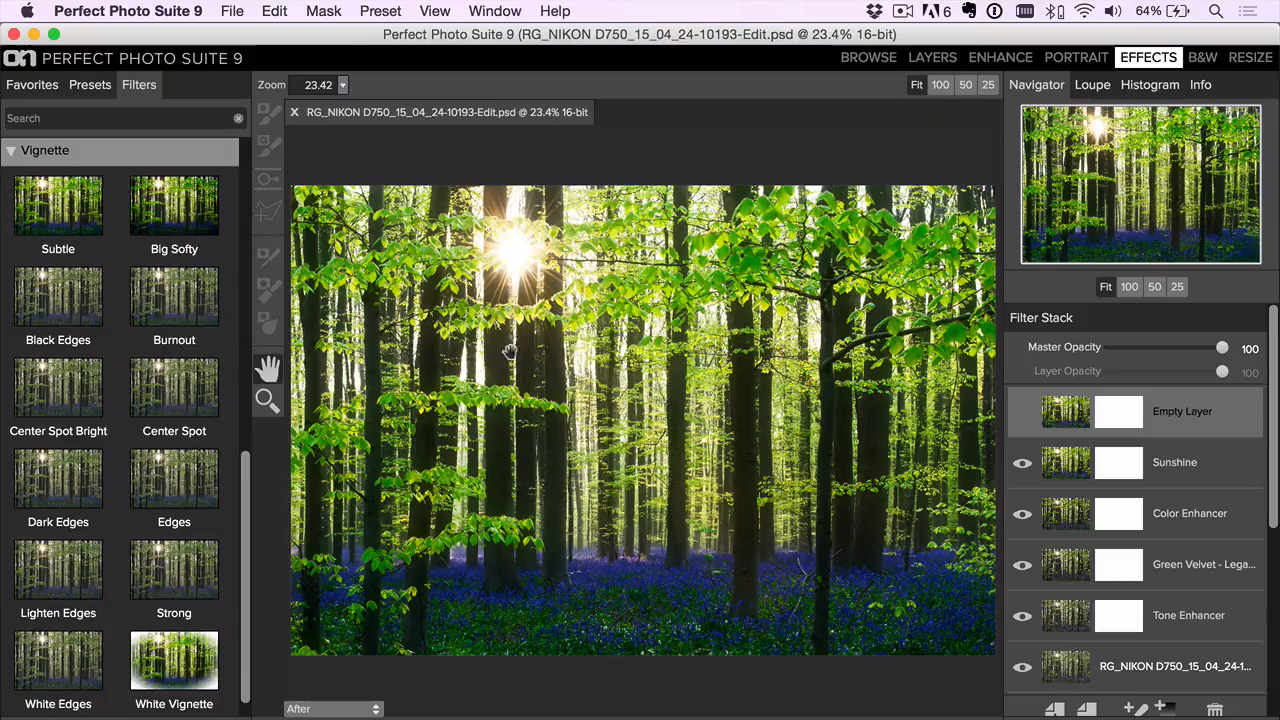 Perfect Photo Suite 9 File Edit Mask Preset View Window Help 6 64%
Perfect Photo Suite 9 (RG_NIKON D750_15_04_24-10193-Edit.psd @ 23.4% 16-bit)
on PERFECT PHOTO SUITE 9 BROWSE LAYERS ENHANCE PORTRAIT EFFECTS B&W RESIZE
Favorites Presets Filters Zoom 23.42 Fit 100 50 25 Navigator Loupe Histogram Info
Search
X RG_NIKON D750_15_04_24-10193-Edit.psd @ 23.4% 16-bit
Vignette
Subtle Big Softy
Black Edges Burnout
Center Spot Bright Center Spot
Dark Edges Edges
Lighten Edges Strong
White Edges White Vignette
After
Fit 100 50 25
Filter Stack
Master Opacity 100
Layer Opacity 100
Empty Layer
Sunshine
Color Enhancer
Green Velvet - Lega...
Tone Enhancer
RG_NIKON D750_15_04_24-1...